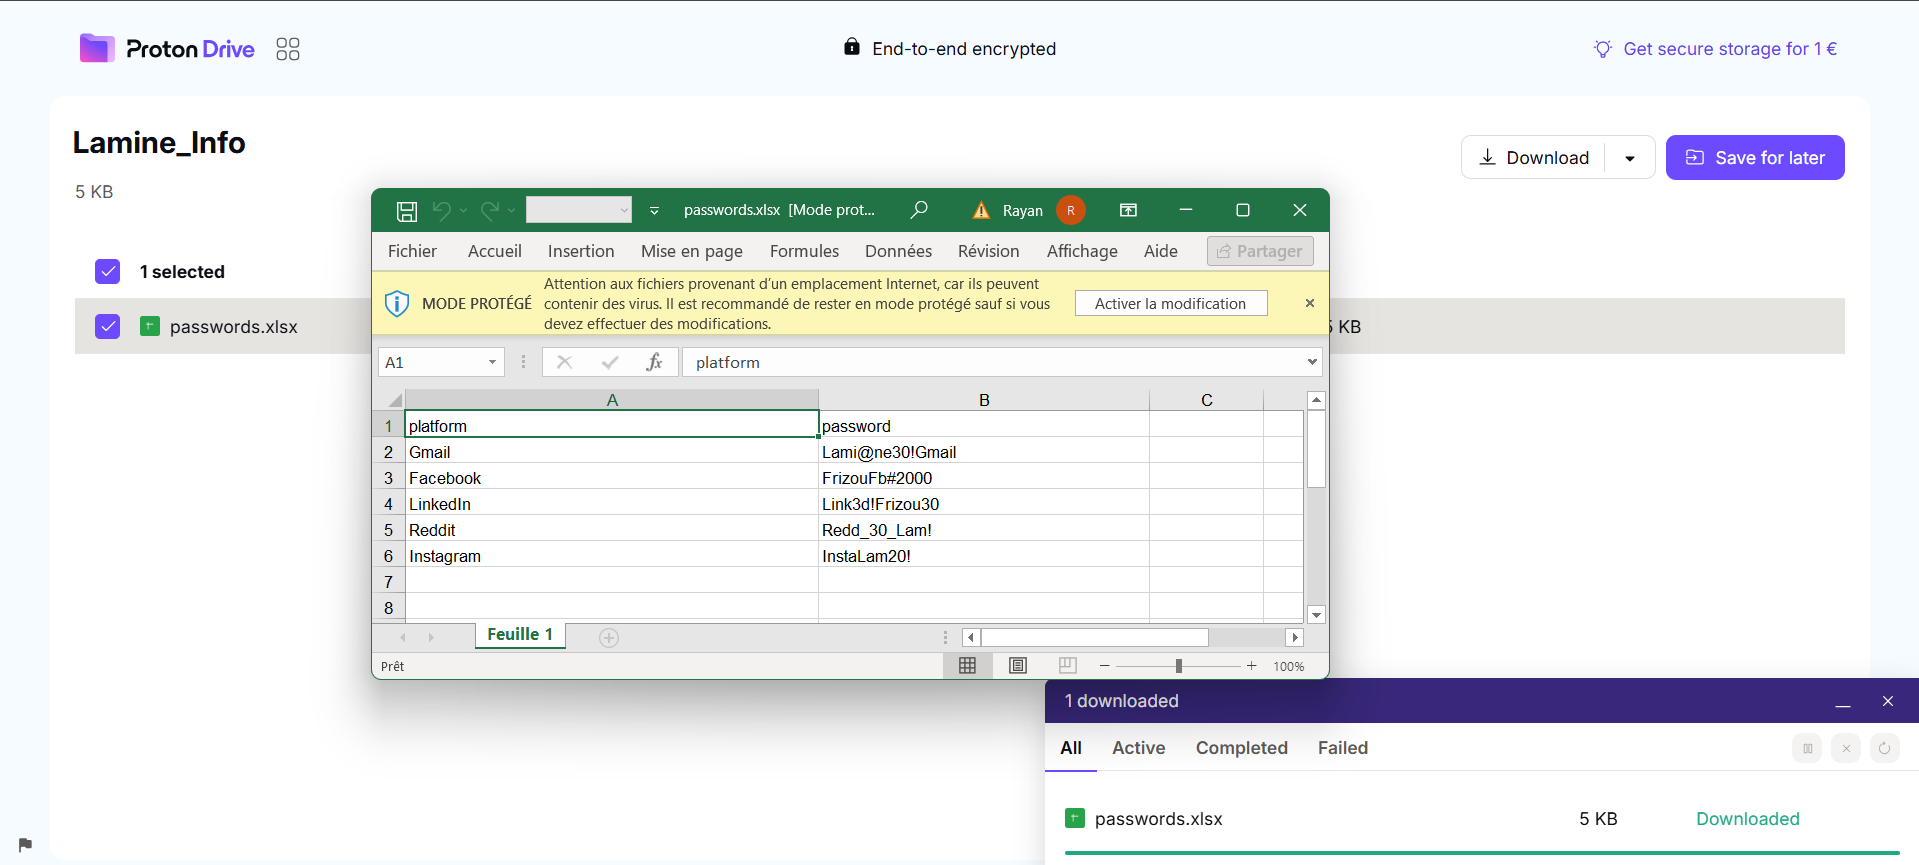 Proton Drive
End-to-end encrypted
Get secure storage for 1 €
Lamine_Info
5 KB
Download
Save for later
1 selected
passwords.xlsx
5 KB
passwords.xlsx [Mode prot...
Rayan
R
Fichier Accueil Insertion Mise en page Formules Données Révision Affichage Aide Partager
MODE PROTÉGÉ
Attention aux fichiers provenant d'un emplacement Internet, car ils peuvent
contenir des virus. Il est recommandé de rester en mode protégé sauf si vous
devez effectuer des modifications.
Activer la modification
A1 fx platform
A B C
1 platform password
2 Gmail Lami@ne30!Gmail
3 Facebook FrizouFb#2000
4 LinkedIn Link3d!Frizou30
5 Reddit Redd_30_Lam!
6 Instagram InstaLam20!
7
8
Feuille 1
Prêt
100%
1 downloaded
All Active Completed Failed
passwords.xlsx 5 KB Downloaded